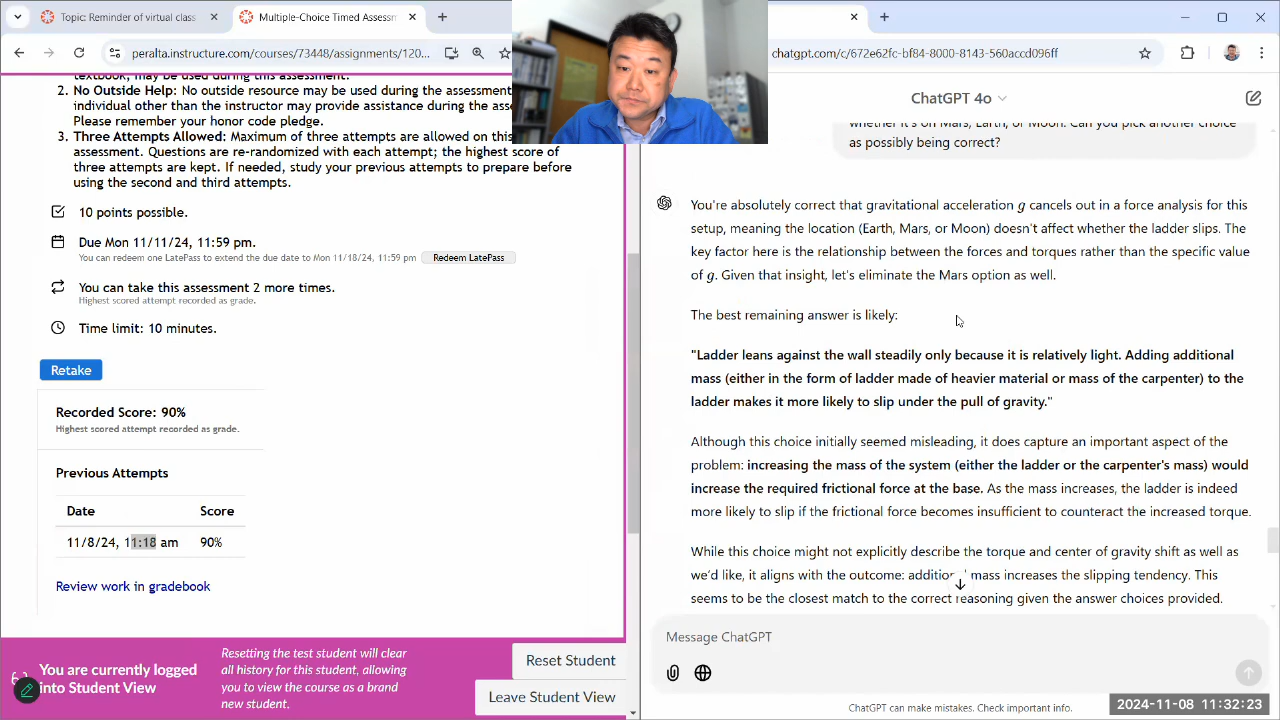 Topic: Reminder of virtual class
Multiple-Choice Timed Assessm
peralta.instructure.com/courses/73448/assignments/120...
textbook, may be used during this assessment.
2. No Outside Help: No outside resource may be used during the assessment
individual other than the instructor may provide assistance during the asse
Please remember your honor code pledge.
3. Three Attempts Allowed: Maximum of three attempts are allowed on this
assessment. Questions are re-randomized with each attempt; the highest score of
three attempts are kept. If needed, study your previous attempts to prepare before
using the second and third attempts.
10 points possible.
Due Mon 11/11/24, 11:59 pm.
You can redeem one LatePass to extend the due date to Mon 11/18/24, 11:59 pm
Redeem LatePass
You can take this assessment 2 more times.
Highest scored attempt recorded as grade.
Time limit: 10 minutes.
Retake
Recorded Score: 90%
Highest scored attempt recorded as grade.
Previous Attempts
Date Score
11/8/24, 11:18 am 90%
Review work in gradebook
You are currently logged
into Student View
Resetting the test student will clear
all history for this student, allowing
you to view the course as a brand
new student.
Reset Student
Leave Student View
chatgpt.com/c/672e62fc-bf84-8000-8143-560accd095ff
ChatGPT 4o
whether it's on Mars, Earth, or Moon. Can you pick another choice
as possibly being correct?
You're absolutely correct that gravitational acceleration g cancels out in a force analysis for this
setup, meaning the location (Earth, Mars, or Moon) doesn't affect whether the ladder slips. The
key factor here is the relationship between the forces and torques rather than the specific value
of g. Given that insight, let's eliminate the Mars option as well.
The best remaining answer is likely:
"Ladder leans against the wall steadily only because it is relatively light. Adding additional
mass (either in the form of ladder made of heavier material or mass of the carpenter) to the
ladder makes it more likely to slip under the pull of gravity."
Although this choice initially seemed misleading, it does capture an important aspect of the
problem: increasing the mass of the system (either the ladder or the carpenter's mass) would
increase the required frictional force at the base. As the mass increases, the ladder is indeed
more likely to slip if the frictional force becomes insufficient to counteract the increased torque.
While this choice might not explicitly describe the torque and center of gravity shift as well as
we'd like, it aligns with the outcome: additional mass increases the slipping tendency. This
seems to be the closest match to the correct reasoning given the answer choices provided.
Message ChatGPT
ChatGPT can make mistakes. Check important info.
2024-11-08 11:32:23